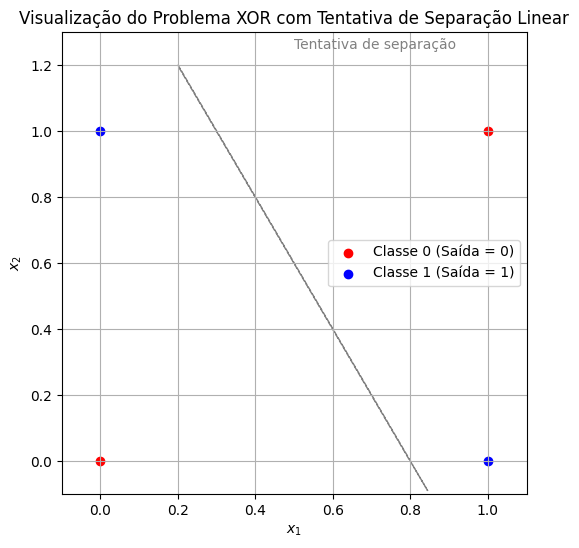 Visualização do Problema XOR com Tentativa de Separação Linear
Tentativa de separação
1.2
1.0
0.8
0.6
0.4
0.2
0.0
x₂
Classe 0 (Saída = 0)
Classe 1 (Saída = 1)
0.0 0.2 0.4 0.6 0.8 1.0
x₁